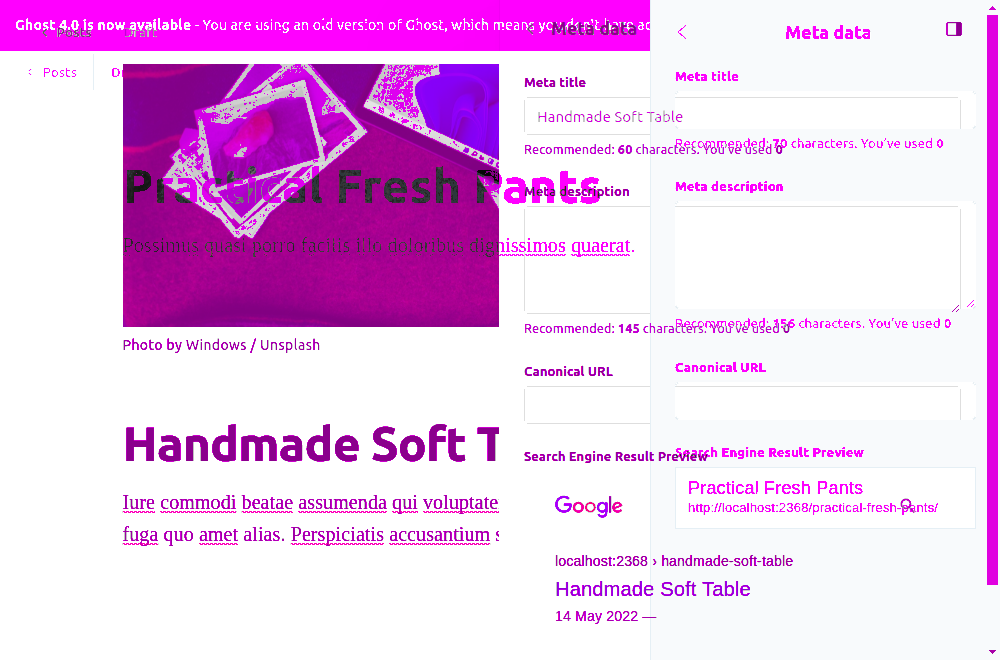 Ghost 4.0 is now available - You are using an old version of Ghost, which means you don't have ac
Posts Draft
Meta data
Meta data
Posts
Meta title
Meta title
Handmade Soft Table
Recommended: 60 characters. You've used 0
Recommended: 70 characters. You've used 0
Practical Fresh Pants
Meta description
Meta description
Possimus quasi porro facilis illo doloribus dignissimos quaerat.
Recommended: 145 characters. You've used 0
Recommended: 156 characters. You've used 0
Photo by Windows / Unsplash
Canonical URL
Canonical URL
Handmade Soft T
Search Engine Result Preview
Search Engine Result Preview
Iure commodi beatae assumenda qui voluptate
fuga quo amet alias. Perspiciatis accusantium s
Google
Practical Fresh Pants
http://localhost:2368/practical-fresh-pants/
localhost:2368 › handmade-soft-table
Handmade Soft Table
14 May 2022 —